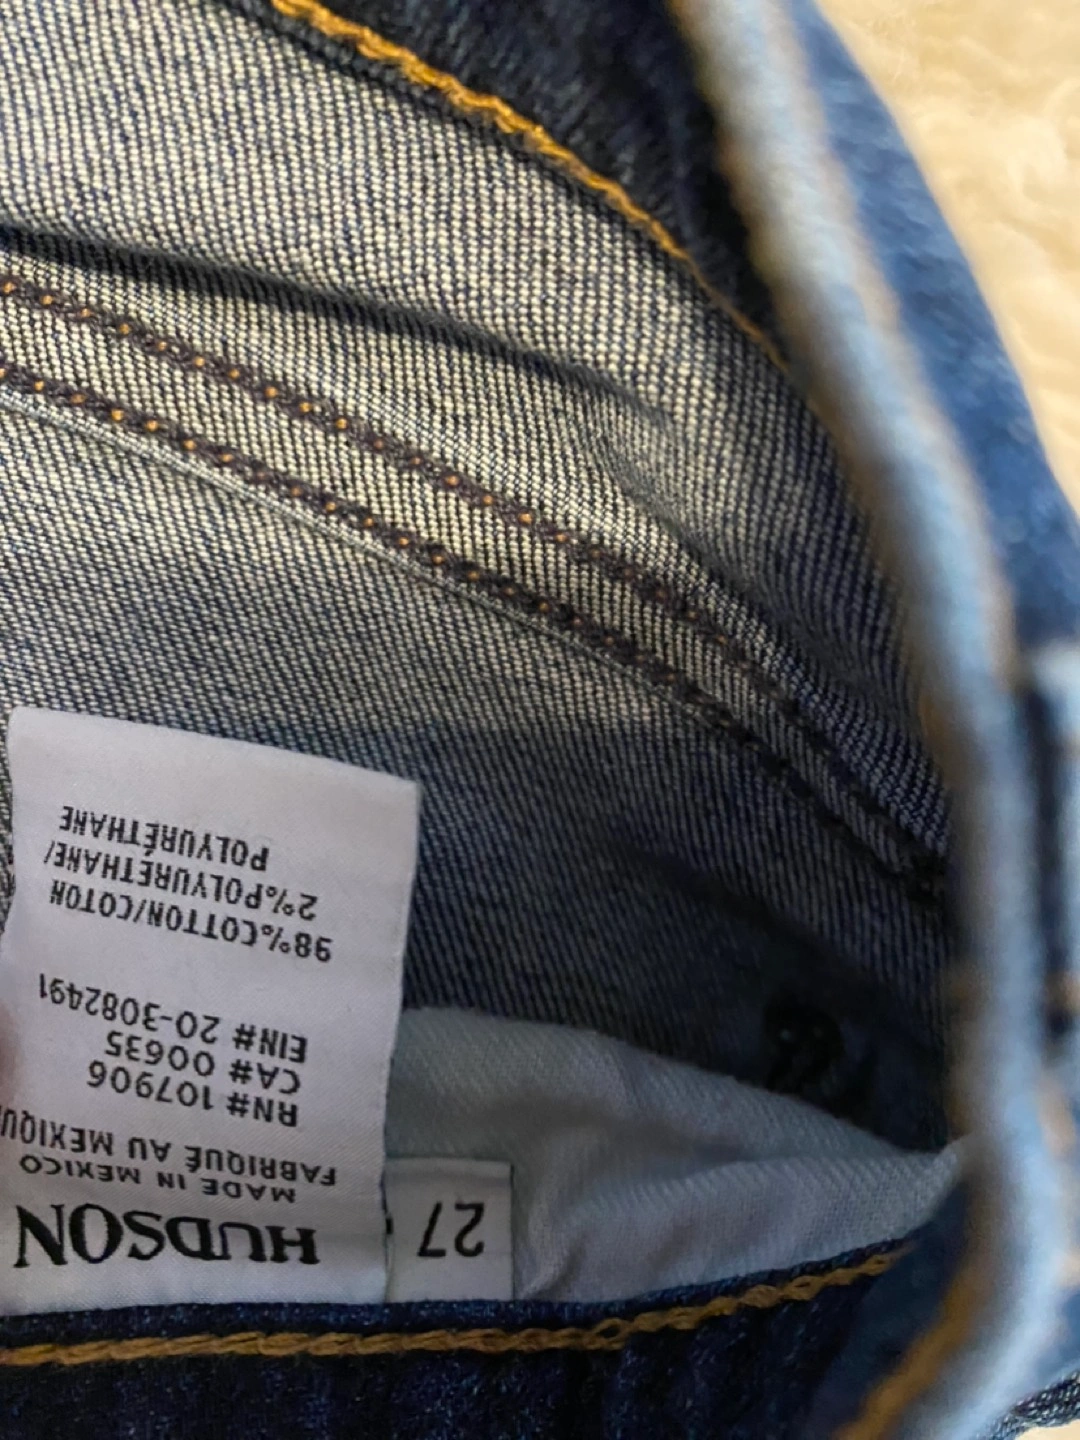 HUDSON
MADE IN MEXICO
FABRIQUÉ AU MEXIQUE
RN# 107906
CA# 00635
EIN# 20-3082491
98%COTTON/COTON
2%POLYURETHANE/
POLYURÉTHANE
27